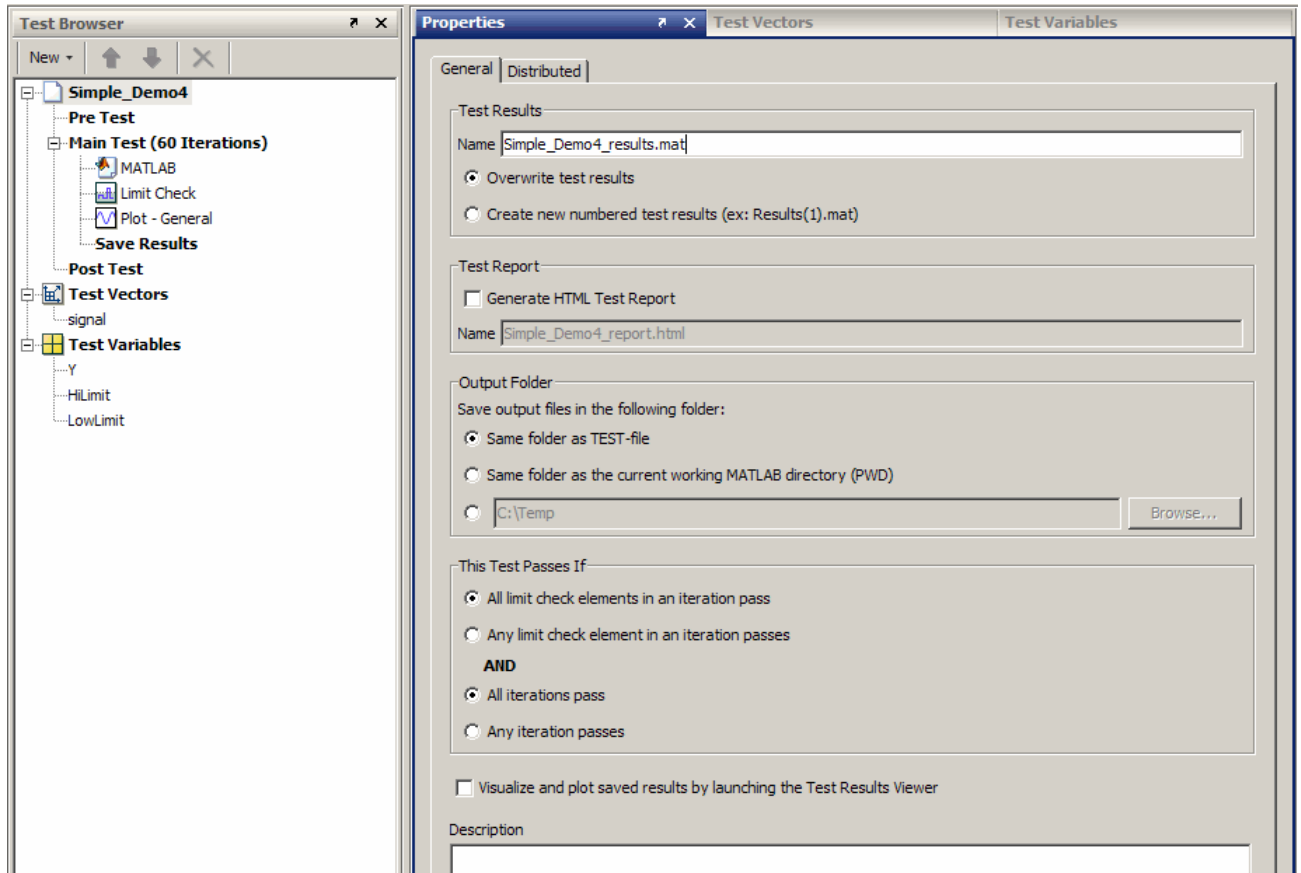 Test Browser
New
Simple_Demo4
Pre Test
Main Test (60 Iterations)
MATLAB
Limit Check
Plot - General
Save Results
Post Test
Test Vectors
signal
Test Variables
Y
HiLimit
LowLimit
Properties
Test Vectors
Test Variables
General
Distributed
Test Results
Name Simple_Demo4_results.mat
Overwrite test results
Create new numbered test results (ex: Results(1).mat)
Test Report
Generate HTML Test Report
Name Simple_Demo4_report.html
Output Folder
Save output files in the following folder:
Same folder as TEST-file
Same folder as the current working MATLAB directory (PWD)
C:\Temp
Browse...
This Test Passes If
All limit check elements in an iteration pass
Any limit check element in an iteration passes
AND
All iterations pass
Any iteration passes
Visualize and plot saved results by launching the Test Results Viewer
Description